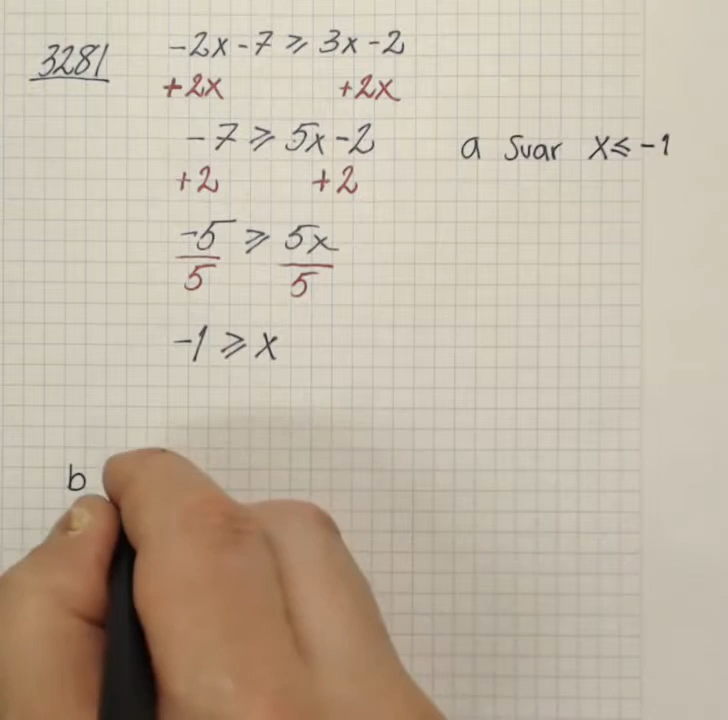 3281 -2x - 7 ≥ 3x - 2
+2x +2x
-7 ≥ 5x - 2
a Svar x ≤ -1
+2 +2
-5 ≥ 5x
5 5
-1 ≥ x
b